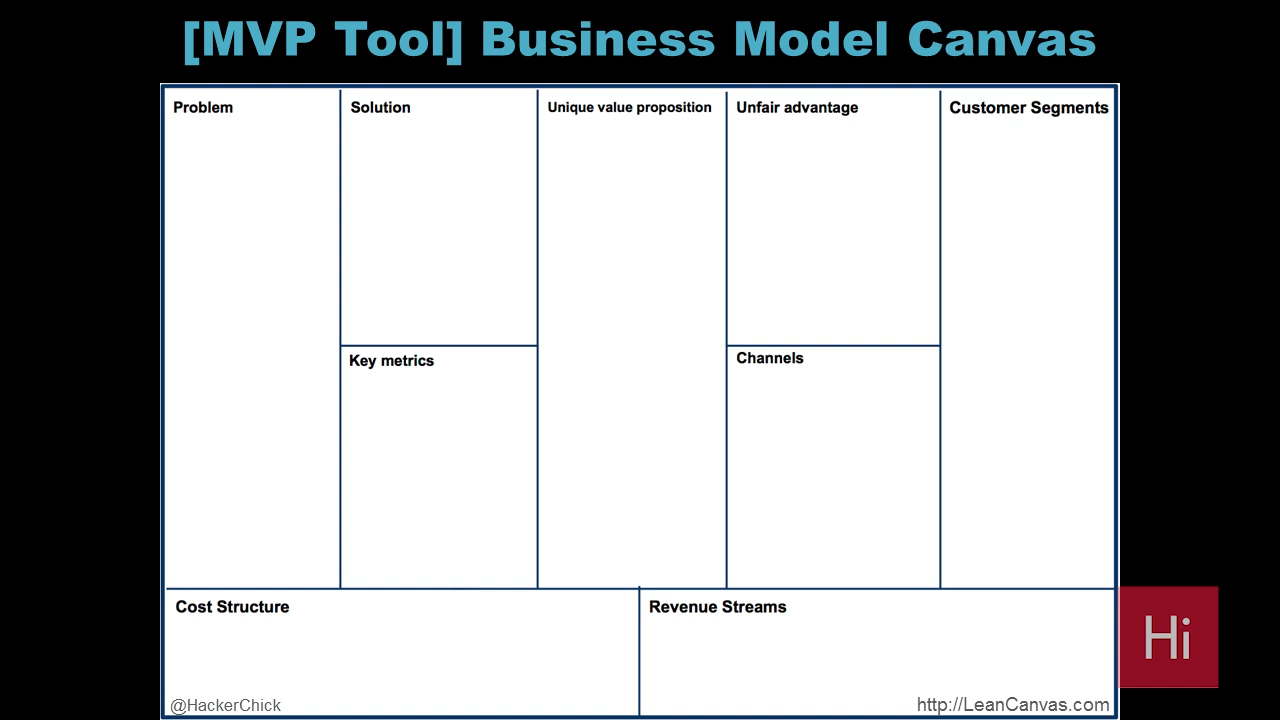 [MVP Tool] Business Model Canvas
Problem
Solution
Unique value proposition
Unfair advantage
Customer Segments
Key metrics
Channels
Cost Structure
Revenue Streams
@HackerChick
http://LeanCanvas.com
Hi